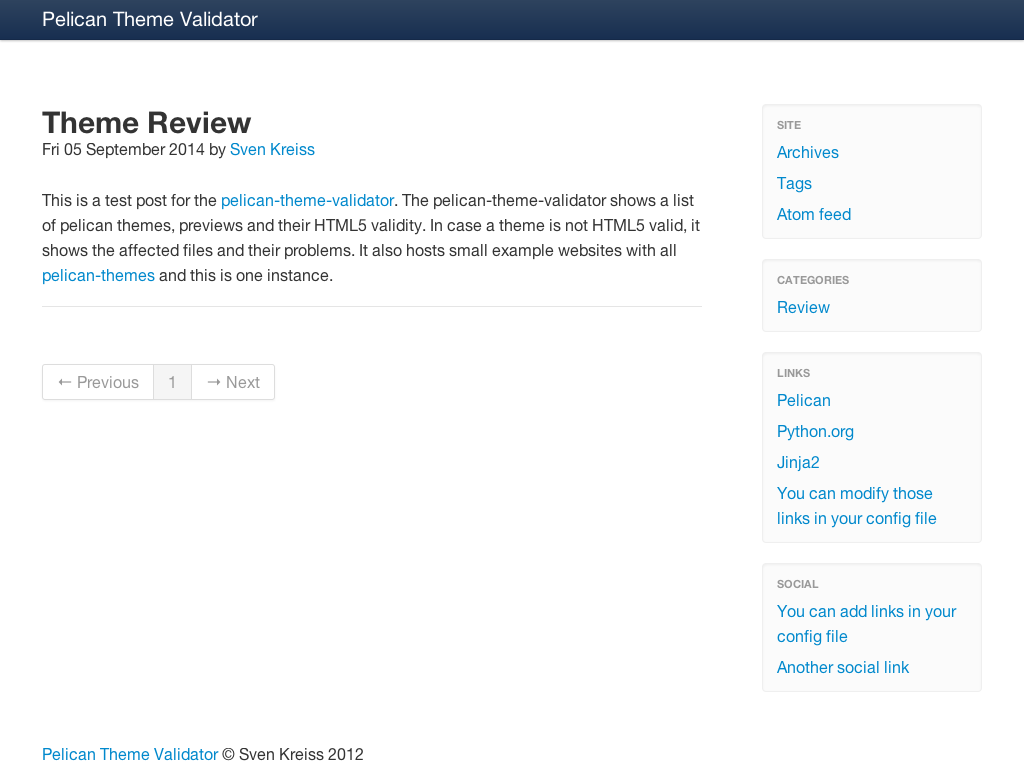 Pelican Theme Validator
Theme Review
Fri 05 September 2014 by Sven Kreiss
This is a test post for the pelican-theme-validator. The pelican-theme-validator shows a list
of pelican themes, previews and their HTML5 validity. In case a theme is not HTML5 valid, it
shows the affected files and their problems. It also hosts small example websites with all
pelican-themes and this is one instance.
← Previous 1 → Next
SITE
Archives
Tags
Atom feed
CATEGORIES
Review
LINKS
Pelican
Python.org
Jinja2
You can modify those
links in your config file
SOCIAL
You can add links in your
config file
Another social link
Pelican Theme Validator © Sven Kreiss 2012